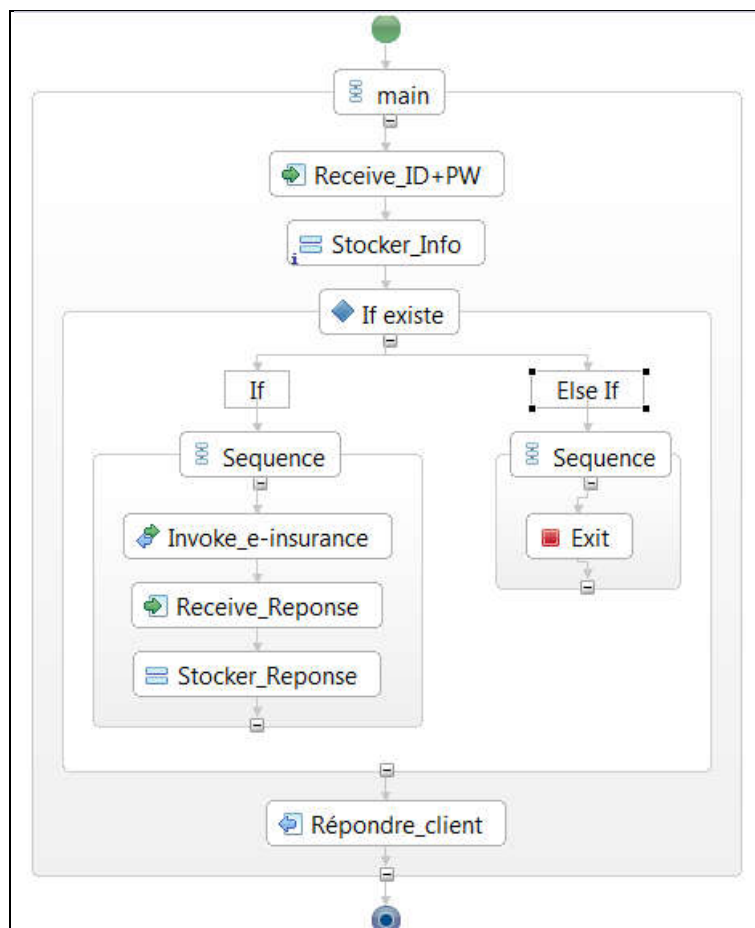 main
Receive_ID+PW
Stocker_Info
If existe
If
Else If
Sequence
Sequence
Invoke_e-insurance
Exit
Receive_Reponse
Stocker_Reponse
Répondre_client